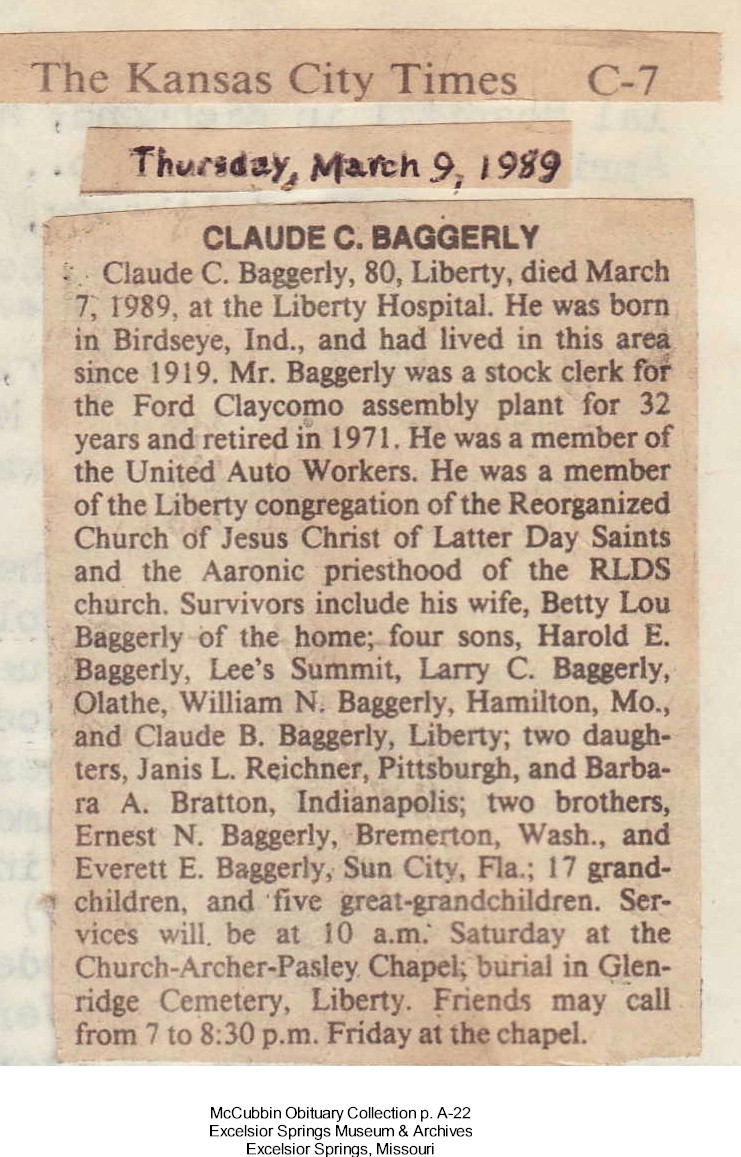 The Kansas City Times C-7
Thursday, March 9, 1989
CLAUDE C. BAGGERLY
Claude C. Baggerly, 80, Liberty, died March
7, 1989, at the Liberty Hospital. He was born
in Birdseye, Ind., and had lived in this area
since 1919. Mr. Baggerly was a stock clerk for
the Ford Claycomo assembly plant for 32
years and retired in 1971. He was a member of
the United Auto Workers. He was a member
of the Liberty congregation of the Reorganized
Church of Jesus Christ of Latter Day Saints
and the Aaronic priesthood of the RLDS
church. Survivors include his wife, Betty Lou
Baggerly of the home; four sons, Harold E.
Baggerly, Lee's Summit, Larry C. Baggerly,
Olathe, William N. Baggerly, Hamilton, Mo.,
and Claude B. Baggerly, Liberty; two daugh-
ters, Janis L. Reichner, Pittsburgh, and Barba-
ra A. Bratton, Indianapolis; two brothers,
Ernest N. Baggerly, Bremerton, Wash., and
Everett E. Baggerly, Sun City, Fla.; 17 grand-
children, and five great-grandchildren. Ser-
vices will be at 10 a.m. Saturday at the
Church-Archer-Pasley Chapel; burial in Glen-
ridge Cemetery, Liberty. Friends may call
from 7 to 8:30 p.m. Friday at the chapel.
McCubbin Obituary Collection p. A-22
Excelsior Springs Museum & Archives
Excelsior Springs, Missouri